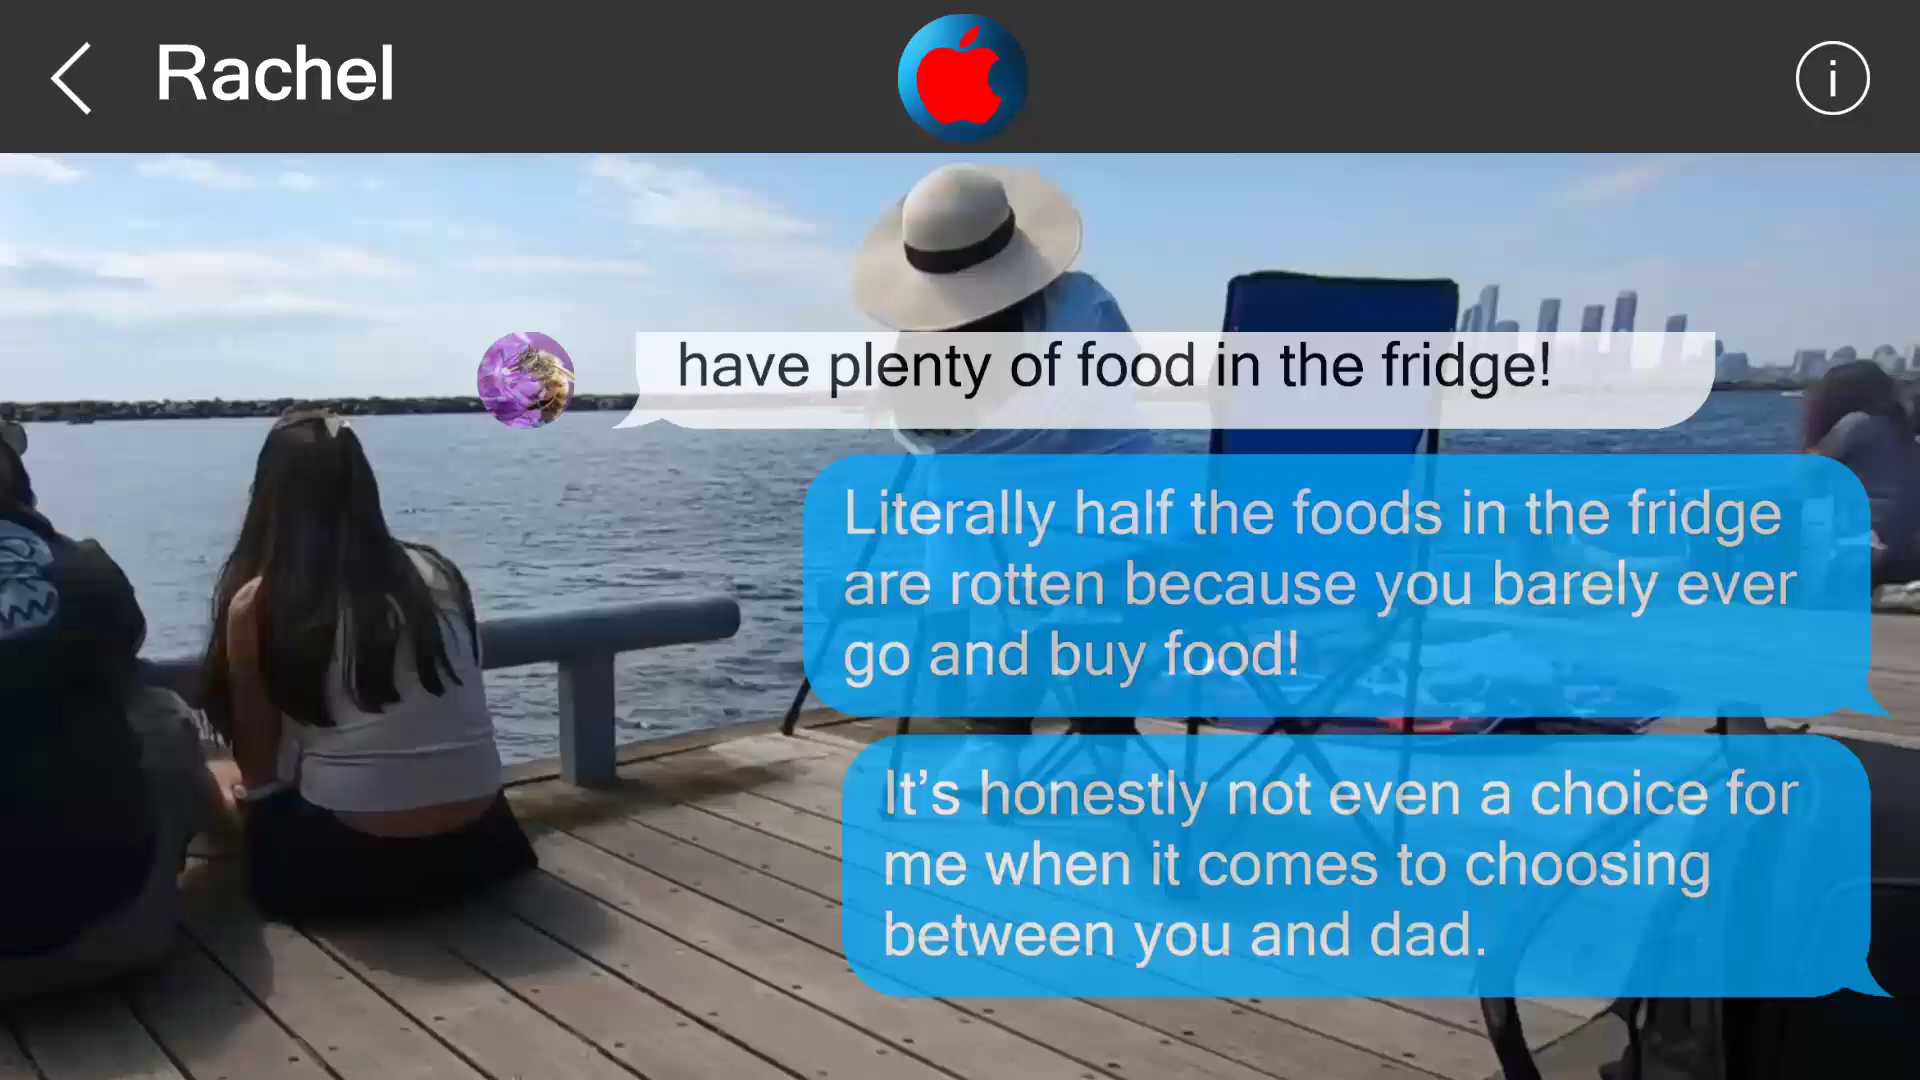 Rachel
i
have plenty of food in the fridge!
Literally half the foods in the fridge
are rotten because you barely ever
go and buy food!
It’s honestly not even a choice for
me when it comes to choosing
between you and dad.